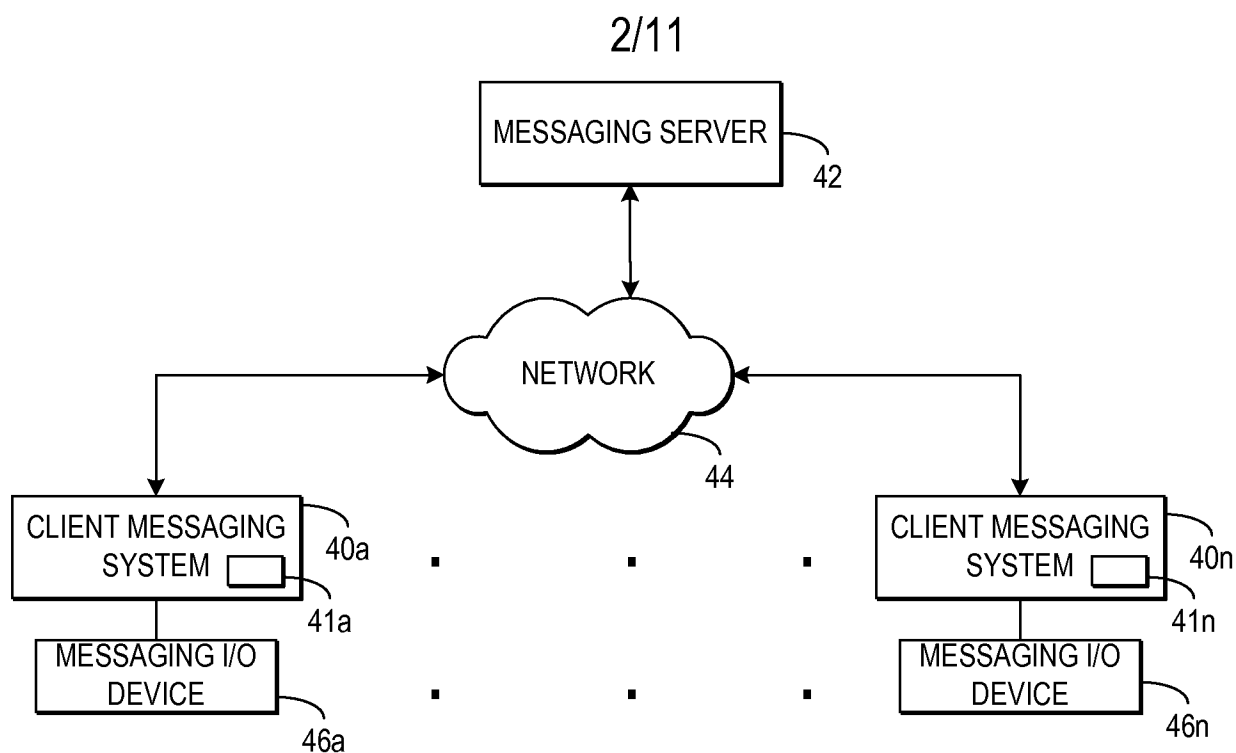 2/11
MESSAGING SERVER
42
NETWORK
44
CLIENT MESSAGING
SYSTEM
40a
41a
MESSAGING I/O
DEVICE
46a
CLIENT MESSAGING
SYSTEM
40n
41n
MESSAGING I/O
DEVICE
46n